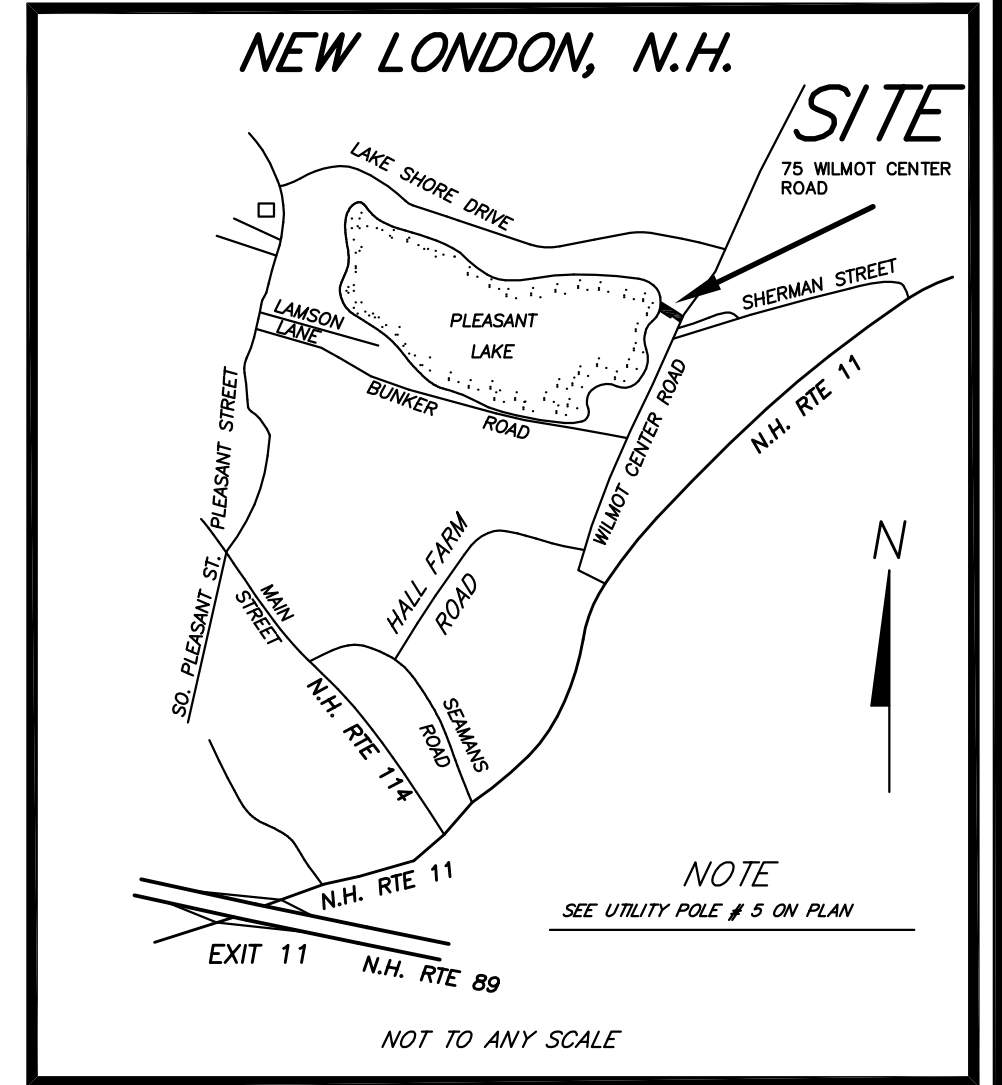 NEW LONDON, N.H.
SITE
75 WILMOT CENTER
ROAD
LAKE SHORE DRIVE
SHERMAN STREET
LAMSON
LANE
PLEASANT
LAKE
BUNKER
ROAD
N.H. RTE 11
PLEASANT STREET
WILMOT CENTER ROAD
N
HALL FARM
ROAD
SO. PLEASANT ST.
MAIN
STREET
N.H. RTE 114
SEAMANS
ROAD
N.H. RTE 11
NOTE
SEE UTILITY POLE # 5 ON PLAN
EXIT 11
N.H. RTE 89
NOT TO ANY SCALE